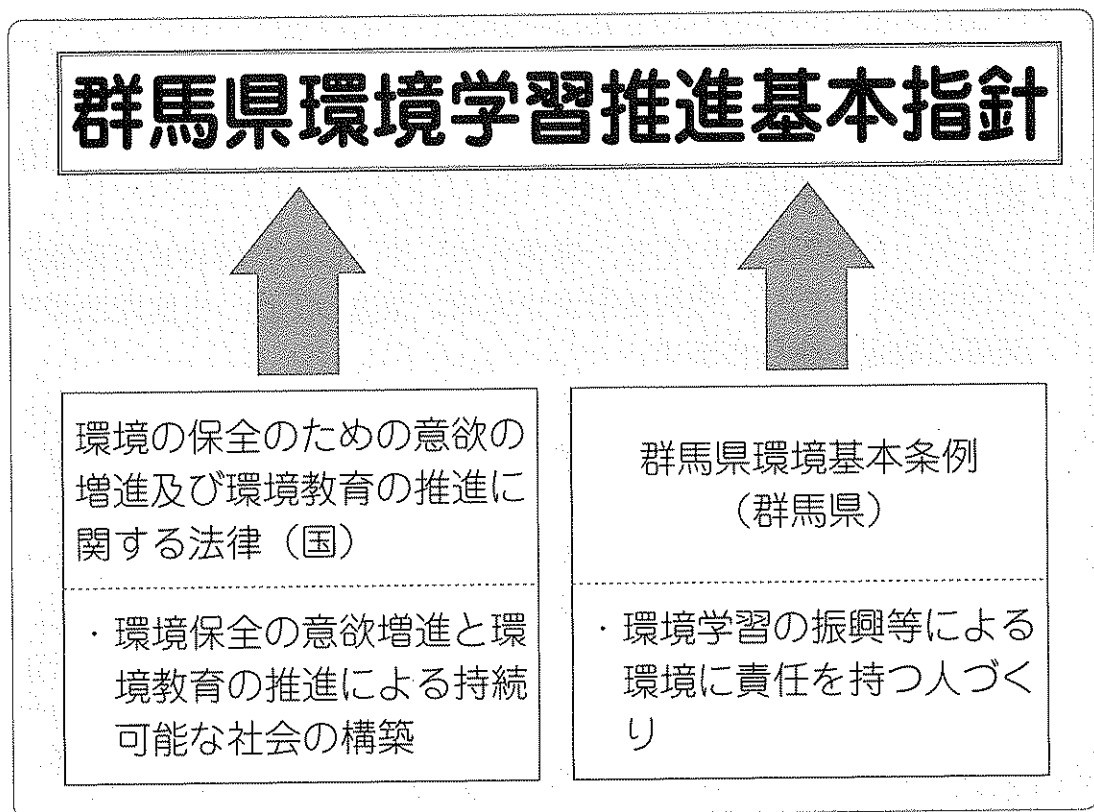 群馬県環境学習推進基本指針
環境の保全のための意欲の
増進及び環境教育の推進に
関する法律（国）
・環境保全の意欲増進と環
境教育の推進による持続
可能な社会の構築
群馬県環境基本条例
（群馬県）
・環境学習の振興等による
環境に責任を持つ人づく
り